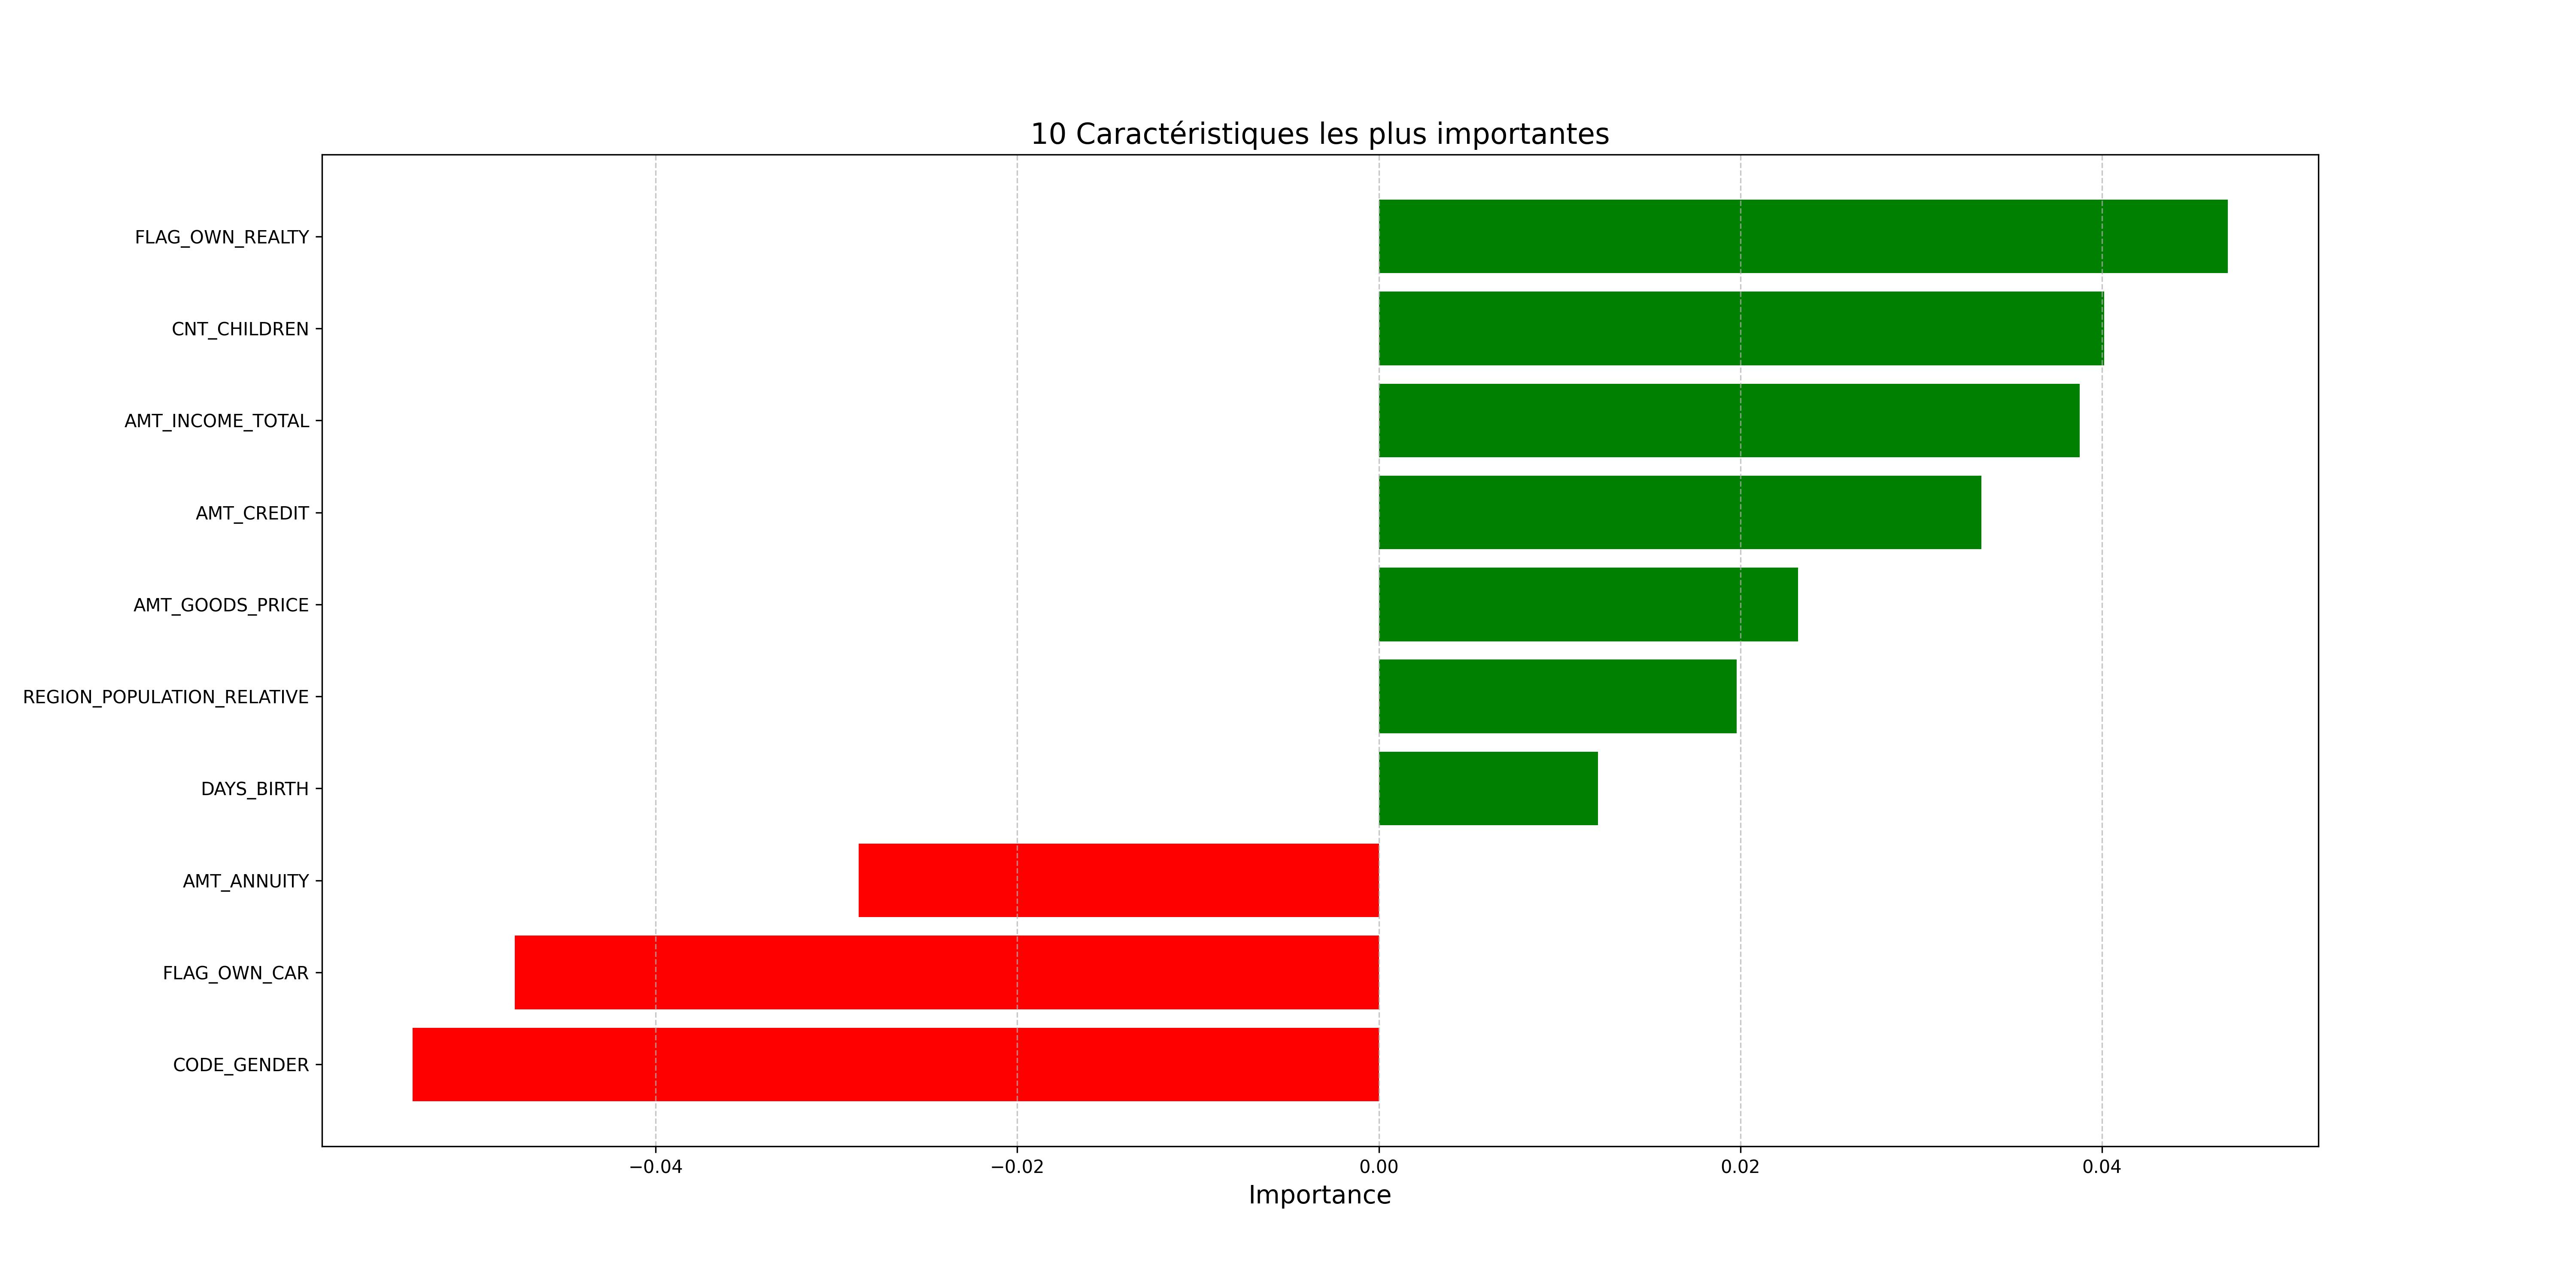 10 Caractéristiques les plus importantes
FLAG_OWN_REALTY
CNT_CHILDREN
AMT_INCOME_TOTAL
AMT_CREDIT
AMT_GOODS_PRICE
REGION_POPULATION_RELATIVE
DAYS_BIRTH
AMT_ANNUITY
FLAG_OWN_CAR
CODE_GENDER
−0.04 −0.02 0.00 0.02 0.04
Importance